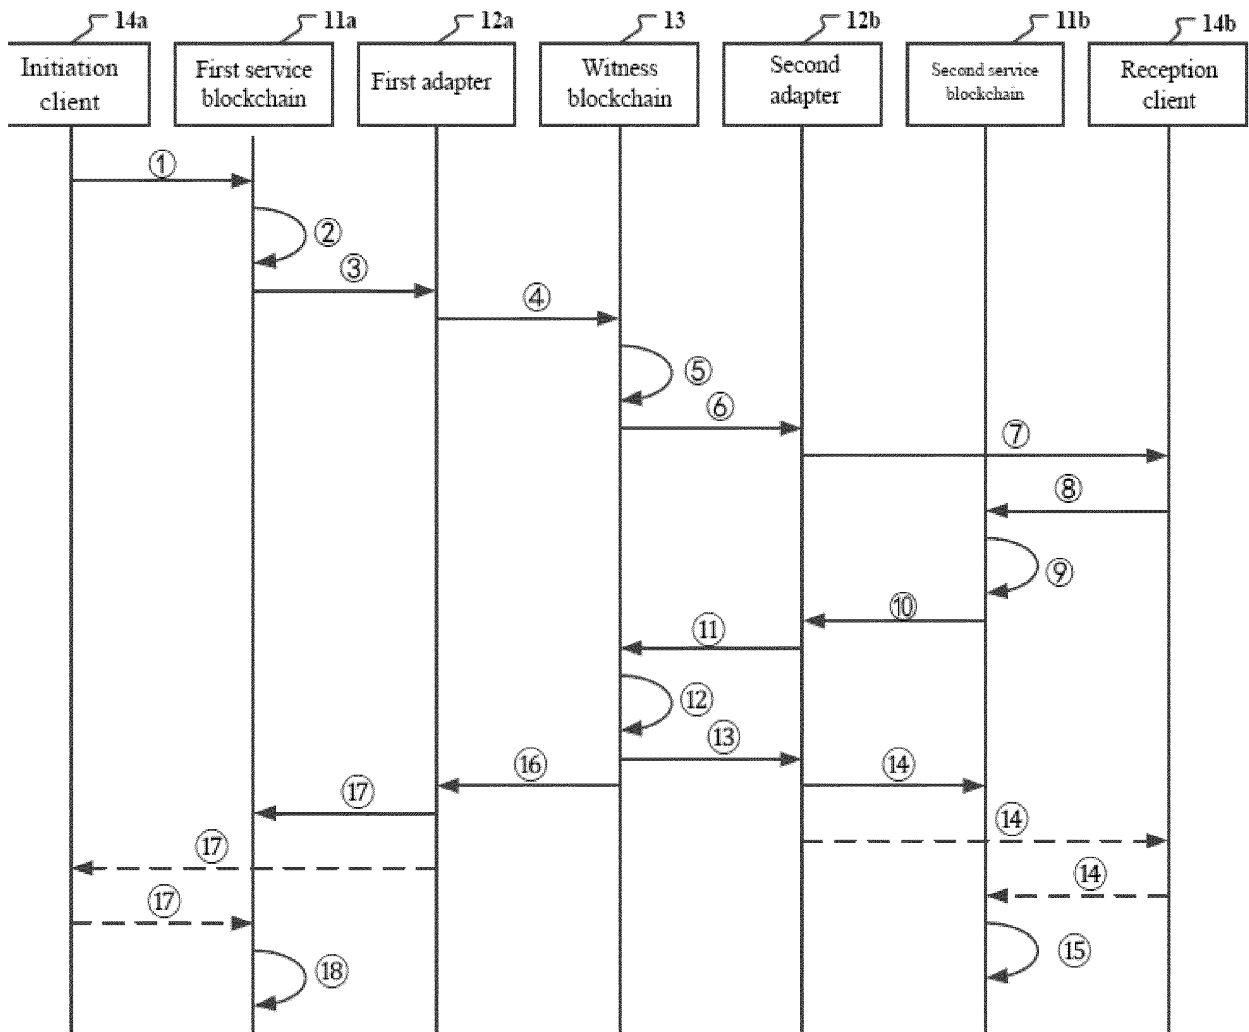 14a 11a 12a 13 12b 11b 14b
Initiation
client
First service
blockchain
First adapter
Witness
blockchain
Second
adapter
Second service
blockchain
Reception
client
①
②
③
④
⑤
⑥
⑦
⑧
⑨
⑩
⑪
⑫
⑬
⑯ ⑭
⑰
⑭
⑰
⑭
⑰
⑮
⑱